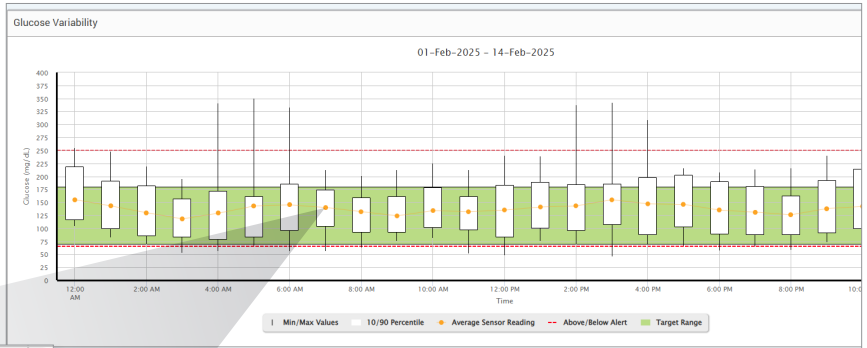 Glucose Variability
01-Feb-2025 - 14-Feb-2025
Glucose (mg/dL)
400
375
350
325
300
275
250
225
200
175
150
125
100
75
50
25
0
12:00 AM 2:00 AM 4:00 AM 6:00 AM 8:00 AM 10:00 AM 12:00 PM 2:00 PM 4:00 PM 6:00 PM 8:00 PM 10:0
Time
Min/Max Values 10/90 Percentile Average Sensor Reading Above/Below Alert Target Range